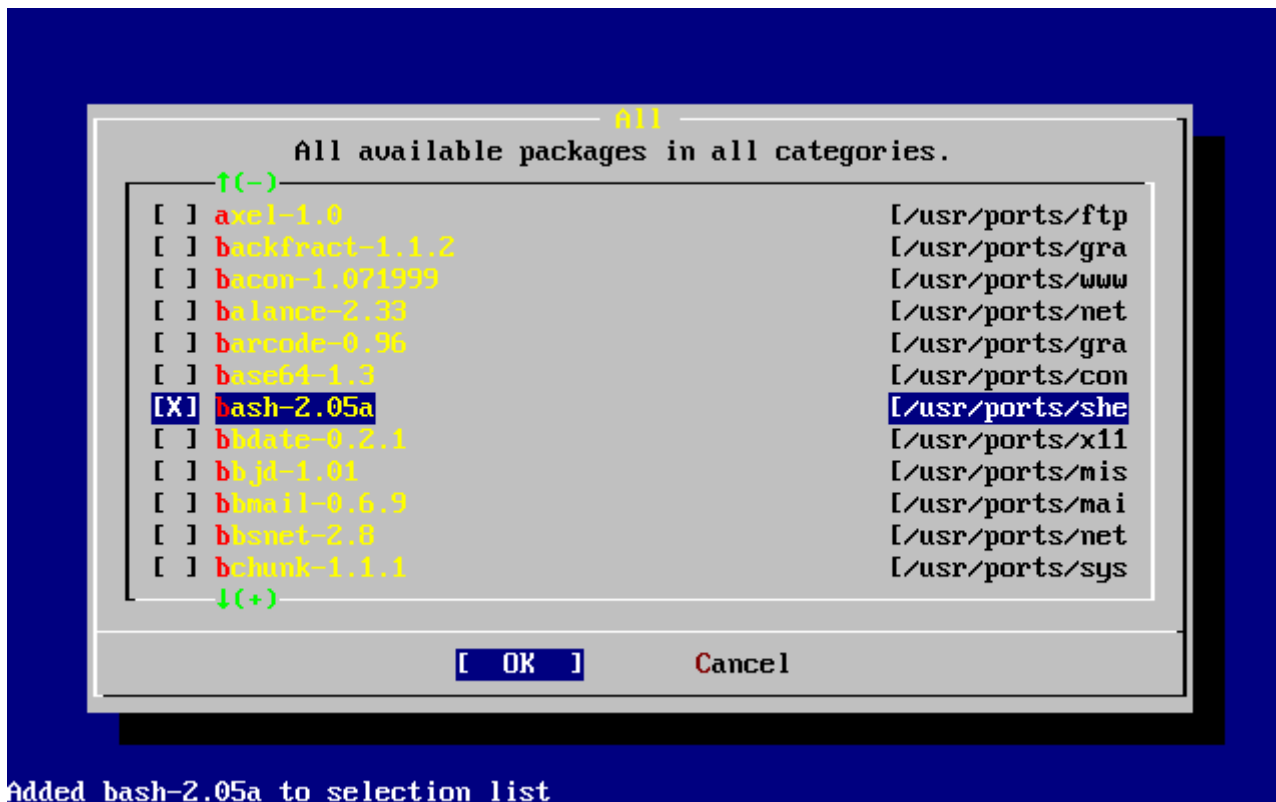 All
All available packages in all categories.
↑(-)
[ ] axel-1.0 [/usr/ports/ftp
[ ] backfract-1.1.2 [/usr/ports/gra
[ ] bacon-1.071999 [/usr/ports/www
[ ] balance-2.33 [/usr/ports/net
[ ] barcode-0.96 [/usr/ports/gra
[ ] base64-1.3 [/usr/ports/con
[X] bash-2.05a [/usr/ports/she
[ ] bbdate-0.2.1 [/usr/ports/x11
[ ] bbjd-1.01 [/usr/ports/mis
[ ] bbmail-0.6.9 [/usr/ports/mai
[ ] bbsnet-2.8 [/usr/ports/net
[ ] bchunk-1.1.1 [/usr/ports/sys
↓(+)
[ OK ] Cancel
Added bash-2.05a to selection list